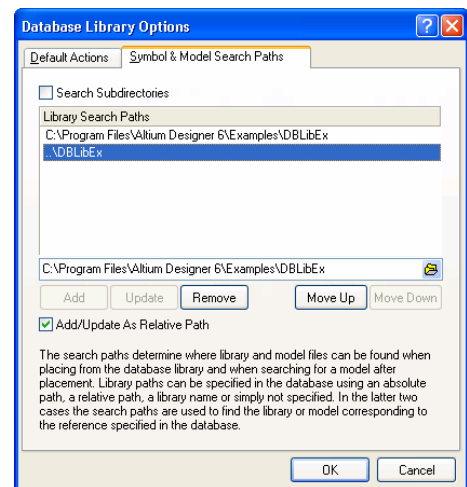 Database Library Options
Default Actions
Symbol & Model Search Paths
Search Subdirectories
Library Search Paths
C:\Program Files\Altium Designer 6\Examples\DBLibEx
..\DBLibEx
C:\Program Files\Altium Designer 6\Examples\DBLibEx
Add Update Remove Move Up Move Down
Add/Update As Relative Path
The search paths determine where library and model files can be found when
placing from the database library and when searching for a model after
placement. Library paths can be specified in the database using an absolute
path, a relative path, a library name or simply not specified. In the latter two
cases the search paths are used to find the library or model corresponding to
the reference specified in the database.
OK Cancel